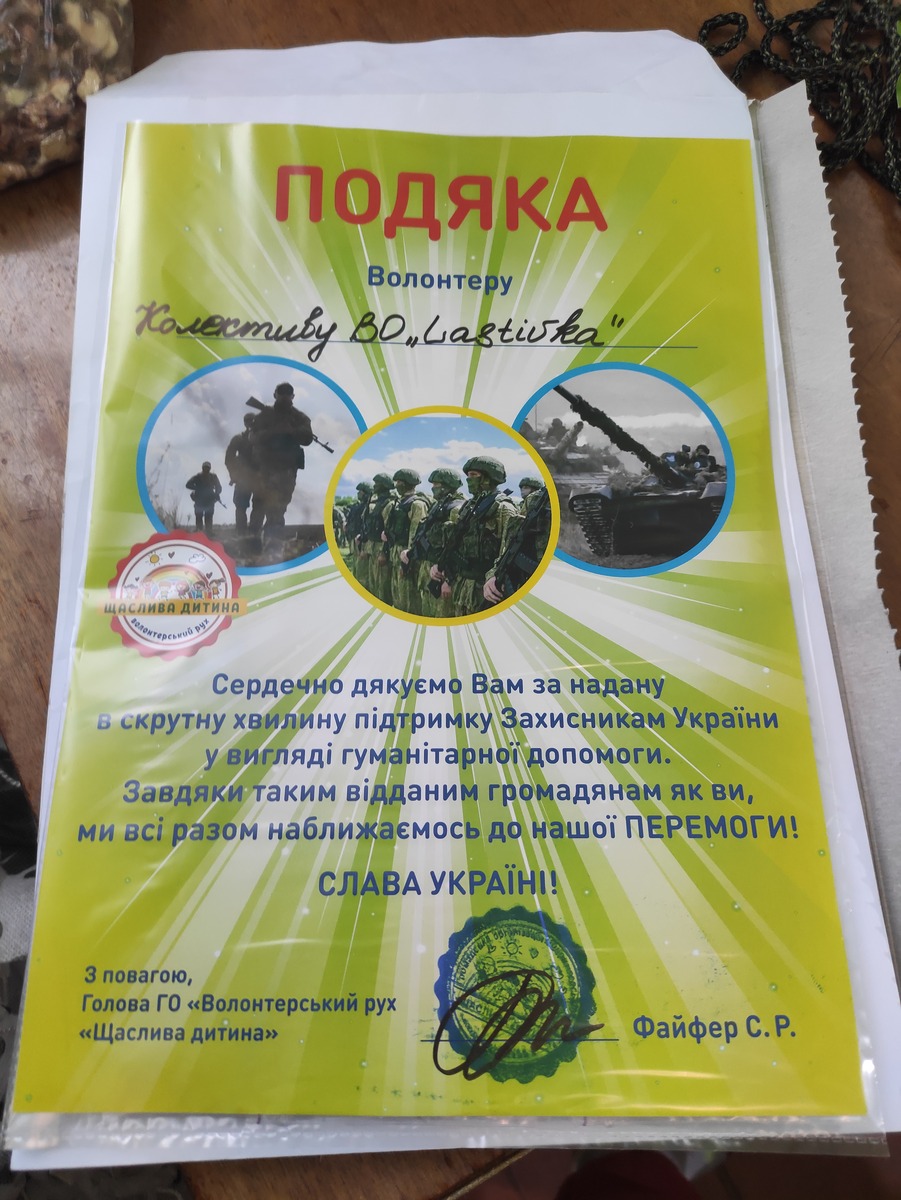 ПОДЯКА
Волонтеру
Колективу ВО „Lastivka"
ЩАСЛИВА ДИТИНА
волонтерський рух
Сердечно дякуємо Вам за надану
в скрутну хвилину підтримку Захисникам України
у вигляді гуманітарної допомоги.
Завдяки таким відданим громадянам як ви,
ми всі разом наближаємось до нашої ПЕРЕМОГИ!
СЛАВА УКРАЇНІ!
З повагою,
Голова ГО «Волонтерський рух
«Щаслива дитина»
Файфер С. Р.